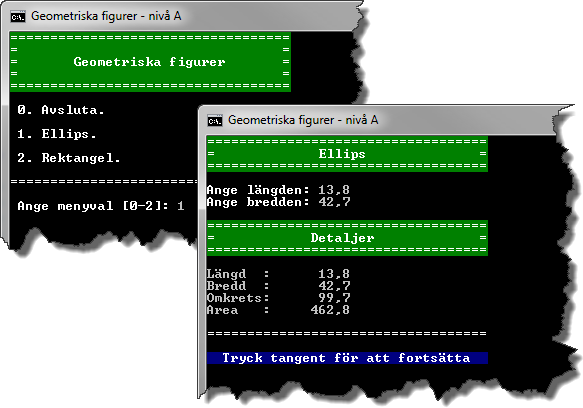 Geometriska figurer - nivå A
===================================
=                                 =
=       Geometriska figurer       =
=                                 =
===================================
0. Avsluta.
1. Ellips.
2. Rektangel.
===================================
Ange menyval [0-2]: 1
Geometriska figurer - nivå A
===================================
=             Ellips              =
===================================
Ange längden: 13,8
Ange bredden: 42,7
===================================
=            Detaljer             =
===================================
Längd  :      13,8
Bredd  :      42,7
Omkrets:      99,7
Area   :     462,8
===================================
Tryck tangent för att fortsätta